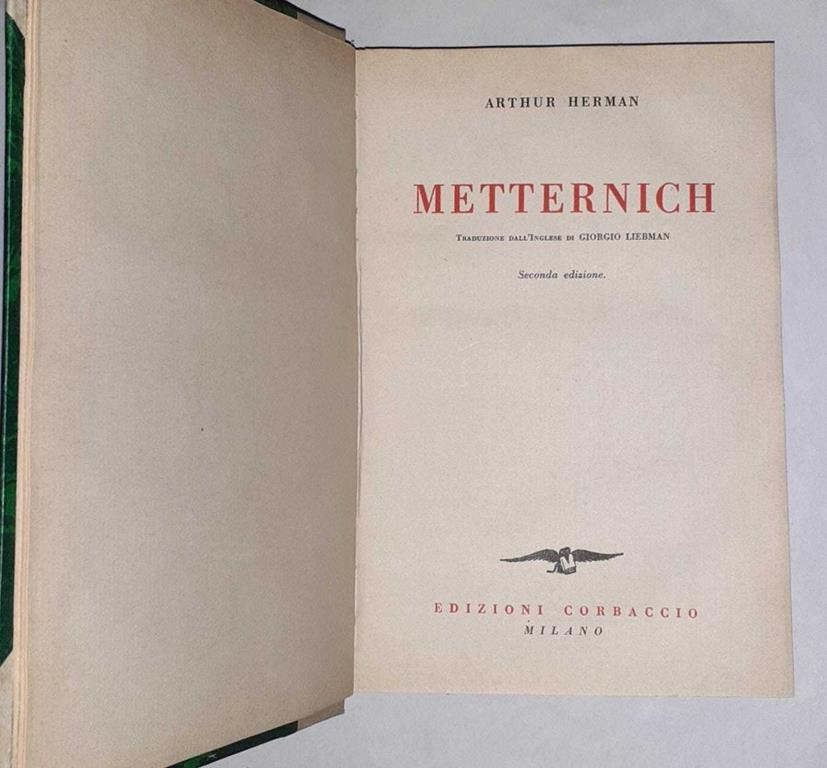 ARTHUR HERMAN
METTERNICH
TRADUZIONE DALL'INGLESE DI GIORGIO LIEBMAN
Seconda edizione.
EDIZIONI CORBACCIO
MILANO